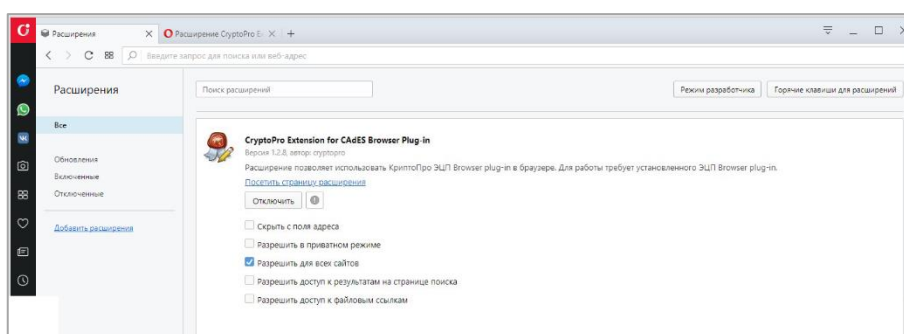 Расширения
Расширение CryptoPro Ex
Введите запрос для поиска или веб-адрес
Расширения
Поиск расширений
Режим разработчика
Горячие клавиши для расширений
Все
Обновления
Включенные
Отключенные
Добавить расширения
CryptoPro Extension for CAdES Browser Plug-in
Версия 1.2.8, автор: cryptopro
Расширение позволяет использовать КриптоПро ЭЦП Browser plug-in в браузере. Для работы требует установленного ЭЦП Browser plug-in.
Посетить страницу расширения
Отключить
Скрыть с поля адреса
Разрешить в приватном режиме
Разрешить для всех сайтов
Разрешить доступ к результатам на странице поиска
Разрешить доступ к файловым ссылкам